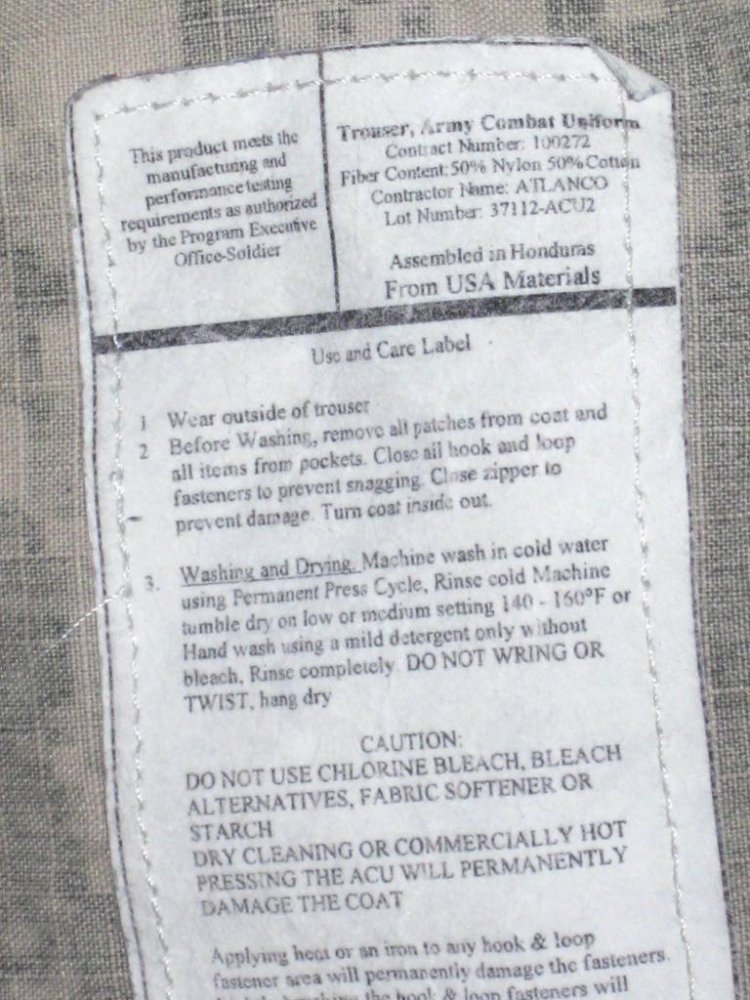 This product meets the
manufacturing and
performance testing
requirements as authorized
by the Program Executive
Office-Soldier
Trouser, Army Combat Uniform
Contract Number: 100272
Fiber Content: 50% Nylon 50% Cotton
Contractor Name: ATLANCO
Lot Number: 37112-ACU2
Assembled in Honduras
From USA Materials
Use and Care Label
1 Wear outside of trouser
2 Before Washing, remove all patches from coat and
all items from pockets. Close all hook and loop
fasteners to prevent snagging. Close zipper to
prevent damage. Turn coat inside out.
3. Washing and Drying. Machine wash in cold water
using Permanent Press Cycle, Rinse cold Machine
tumble dry on low or medium setting 140 - 160°F or
Hand wash using a mild detergent only without
bleach, Rinse completely DO NOT WRING OR
TWIST, hang dry
CAUTION:
DO NOT USE CHLORINE BLEACH, BLEACH
ALTERNATIVES, FABRIC SOFTENER OR
STARCH
DRY CLEANING OR COMMERCIALLY HOT
PRESSING THE ACU WILL PERMANENTLY
DAMAGE THE COAT
Applying heat or an iron to any hook & loop
fastener area will permanently damage the fasteners.
the hook & loop fasteners will